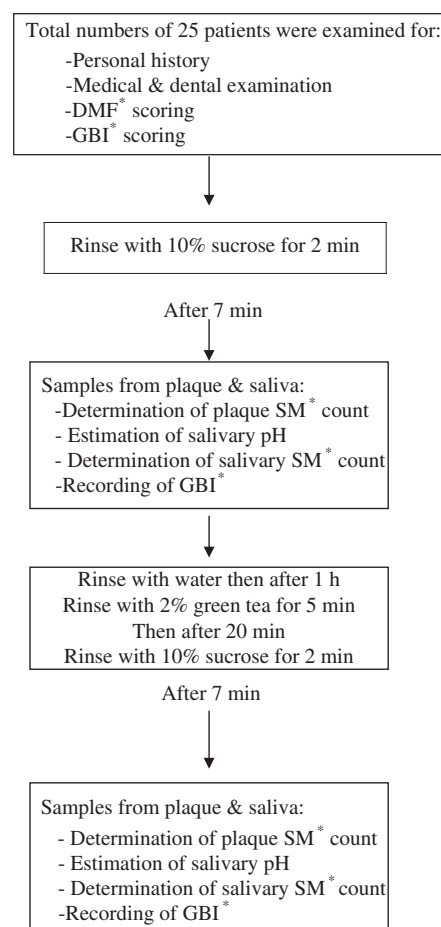 Total numbers of 25 patients were examined for:
-Personal history
-Medical & dental examination
-DMF* scoring
-GBI* scoring
Rinse with 10% sucrose for 2 min
After 7 min
Samples from plaque & saliva:
-Determination of plaque SM* count
- Estimation of salivary pH
- Determination of salivary SM* count
-Recording of GBI*
Rinse with water then after 1 h
Rinse with 2% green tea for 5 min
Then after 20 min
Rinse with 10% sucrose for 2 min
After 7 min
Samples from plaque & saliva:
- Determination of plaque SM* count
- Estimation of salivary pH
- Determination of salivary SM* count
-Recording of GBI*